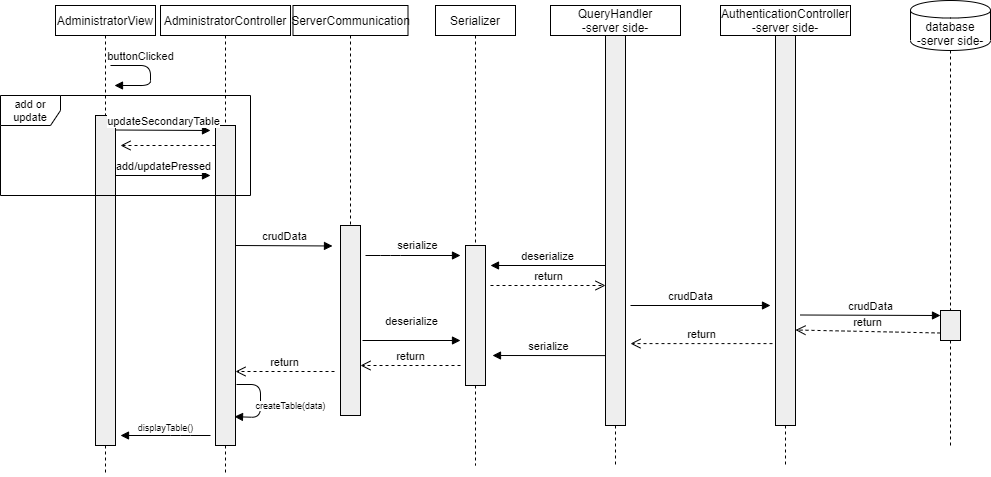 AdministratorView
AdministratorController
ServerCommunication
Serializer
QueryHandler
-server side-
AuthenticationController
-server side-
database
-server side-
buttonClicked
add or
update
updateSecondaryTable
add/updatePressed
crudData
serialize
deserialize
return
crudData
crudData
return
deserialize
return
serialize
return
return
createTable(data)
displayTable()